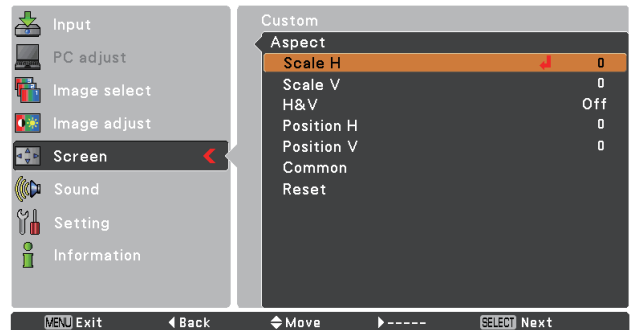 Input
PC adjust
Image select
Image adjust
Screen
Sound
Setting
Information
Custom
Aspect
Scale H 0
Scale V 0
H&V Off
Position H 0
Position V 0
Common
Reset
MENU Exit Back Move ----- SELECT Next